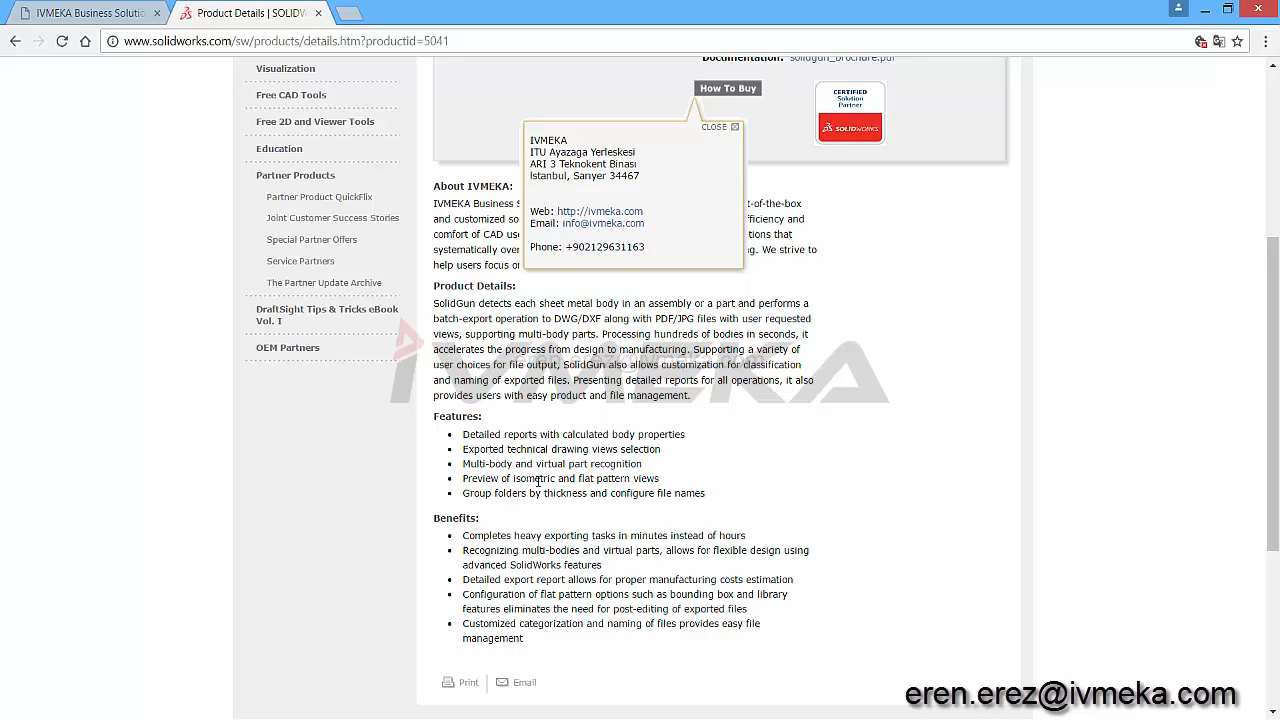 IVMEKA Business Soluti
Product Details | SOLIDW
www.solidworks.com/sw/products/details.htm?productid=5041
Visualization
Free CAD Tools
Free 2D and Viewer Tools
Education
Partner Products
Partner Product QuickFlix
Joint Customer Success Stories
Special Partner Offers
Service Partners
The Partner Update Archive
DraftSight Tips & Tricks eBook
Vol. I
OEM Partners
Documentation: solidgun_brochure.pdf
How To Buy
CERTIFIED
Solution
Partner
SOLIDWORKS
CLOSE
IVMEKA
ITU Ayazaga Yerleskesi
ARI 3 Teknokent Binası
İstanbul, Sarıyer 34467
Web: http://ivmeka.com
Email: info@ivmeka.com
Phone: +902129631163
About IVMEKA:
IVMEKA Business S t-of-the-box
and customized so fficiency and
comfort of CAD use tions that
systematically over g. We strive to
help users focus o
Product Details:
SolidGun detects each sheet metal body in an assembly or a part and performs a
batch-export operation to DWG/DXF along with PDF/JPG files with user requested
views, supporting multi-body parts. Processing hundreds of bodies in seconds, it
accelerates the progress from design to manufacturing. Supporting a variety of
user choices for file output, SolidGun also allows customization for classification
and naming of exported files. Presenting detailed reports for all operations, it also
provides users with easy product and file management.
IVMEKA
eren.erez@ivmeka.com
Features:
Detailed reports with calculated body properties
Exported technical drawing views selection
Multi-body and virtual part recognition
Preview of isometric and flat pattern views
Group folders by thickness and configure file names
Benefits:
Completes heavy exporting tasks in minutes instead of hours
Recognizing multi-bodies and virtual parts, allows for flexible design using
advanced SolidWorks features
Detailed export report allows for proper manufacturing costs estimation
Configuration of flat pattern options such as bounding box and library
features eliminates the need for post-editing of exported files
Customized categorization and naming of files provides easy file
management
Print
Email
eren.erez@ivmeka.com